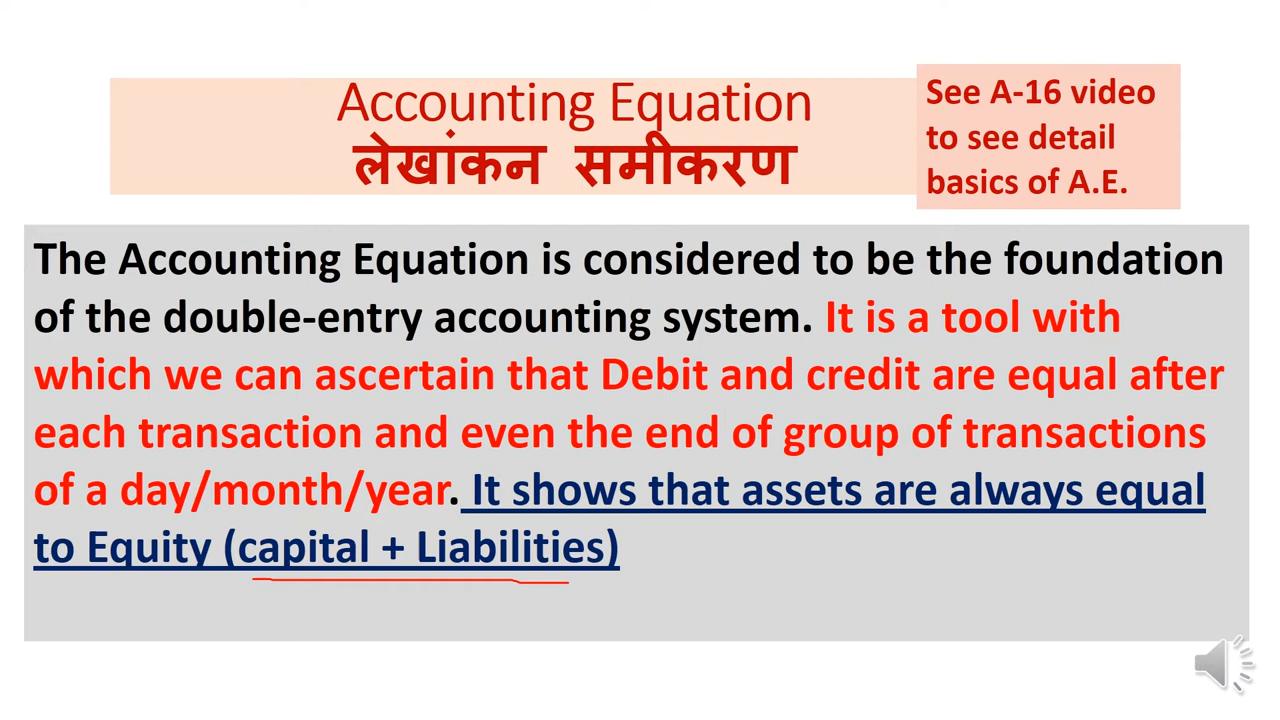 Accounting Equation
लेखांकन समीकरण
See A-16 video
to see detail
basics of A.E.
The Accounting Equation is considered to be the foundation
of the double-entry accounting system. It is a tool with
which we can ascertain that Debit and credit are equal after
each transaction and even the end of group of transactions
of a day/month/year. It shows that assets are always equal
to Equity (capital + Liabilities)